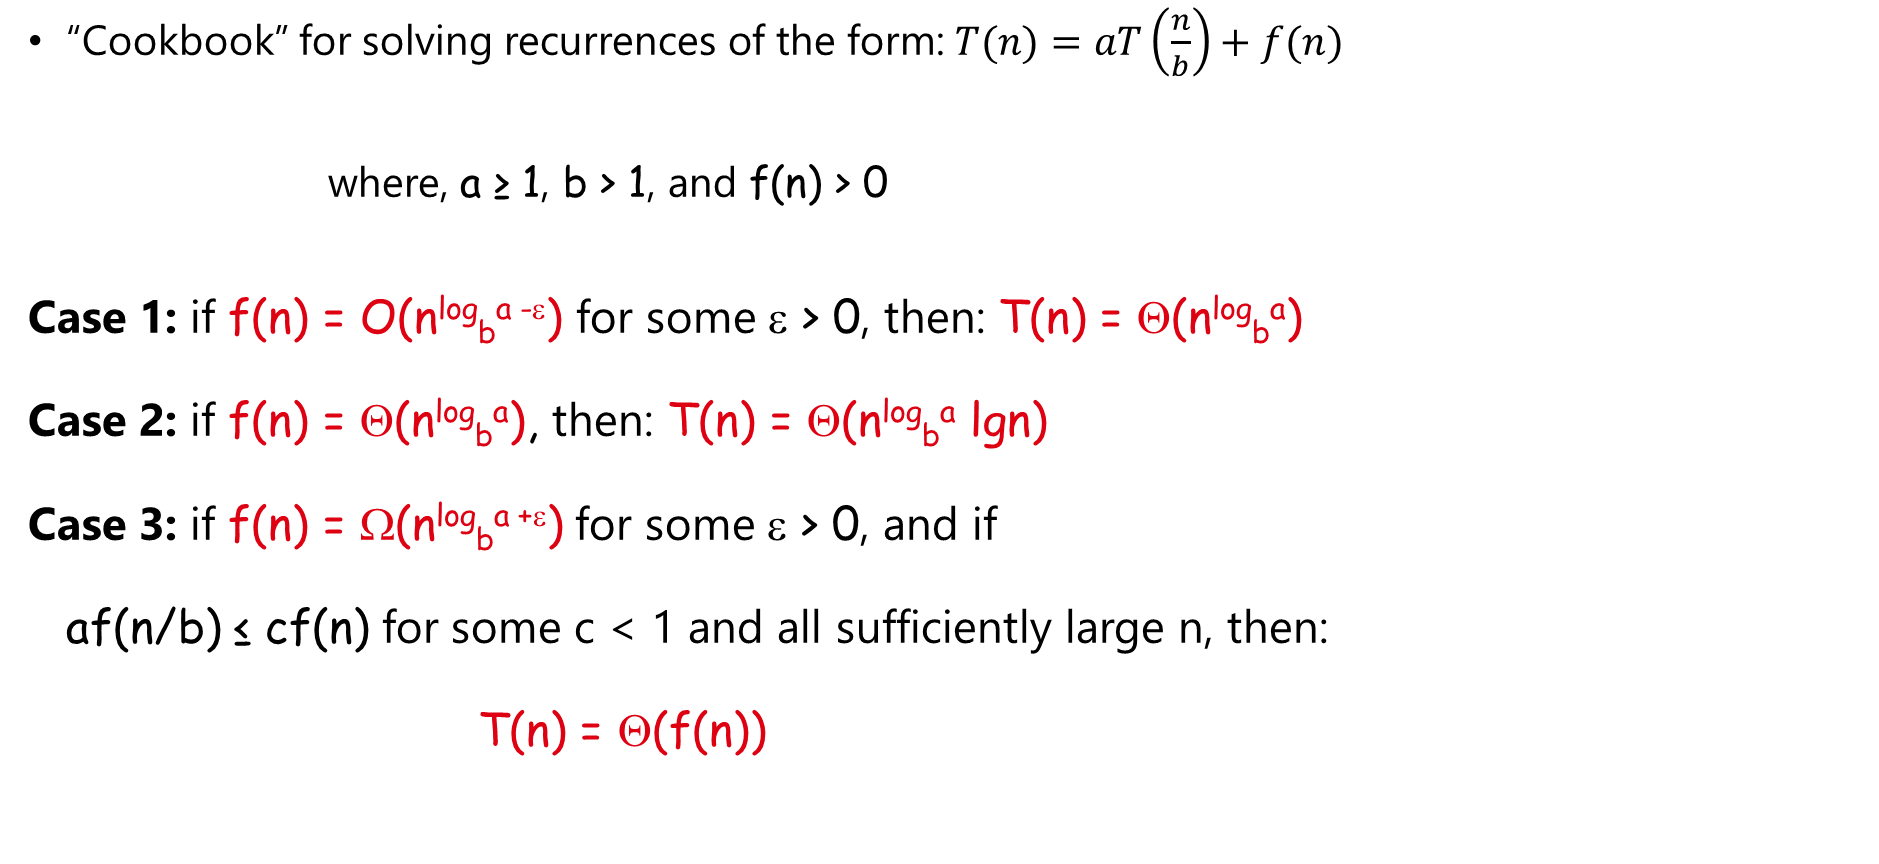 • “Cookbook” for solving recurrences of the form: T(n) = aT(n/b) + f(n)
where, a ≥ 1, b > 1, and f(n) > 0
Case 1: if f(n) = O(n^(log_b a - ε)) for some ε > 0, then: T(n) = Θ(n^(log_b a))
Case 2: if f(n) = Θ(n^(log_b a)), then: T(n) = Θ(n^(log_b a) lgn)
Case 3: if f(n) = Ω(n^(log_b a + ε)) for some ε > 0, and if
af(n/b) ≤ cf(n) for some c < 1 and all sufficiently large n, then:
T(n) = Θ(f(n))